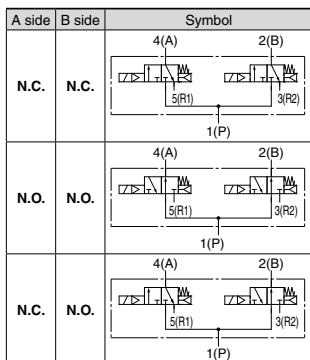 A side B side Symbol
4(A) 2(B)
N.C. N.C.
5(R1) 3(R2)
1(P)
4(A) 2(B)
N.O. N.O.
5(R1) 3(R2)
1(P)
4(A) 2(B)
N.C. N.O.
5(R1) 3(R2)
1(P)